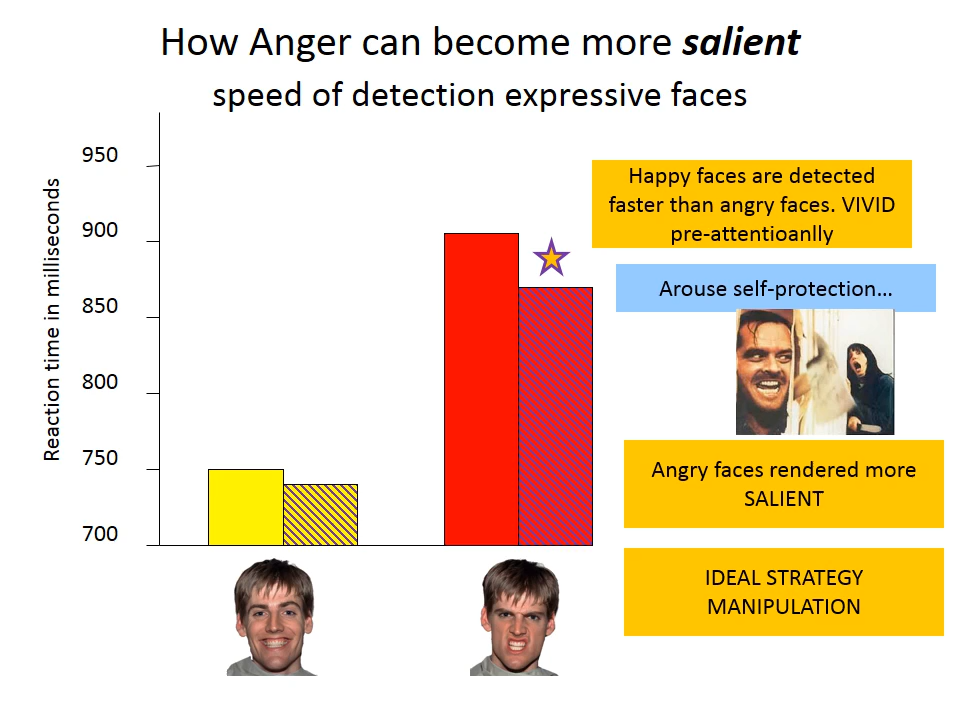 How Anger can become more salient
speed of detection expressive faces
Reaction time in milliseconds
950
900
850
800
750
700
Happy faces are detected
faster than angry faces. VIVID
pre-attentioanlly
Arouse self-protection…
Angry faces rendered more
SALIENT
IDEAL STRATEGY
MANIPULATION